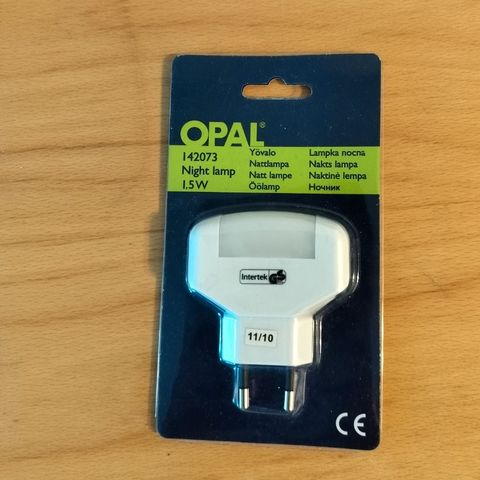 OPAL®
142073
Night lamp
1,5W
Yövalo
Nattlampa
Natt lampe
Öölamp
Lampka nocna
Nakts lampa
Naktinė lempa
Ночник
Intertek
11/10
CE